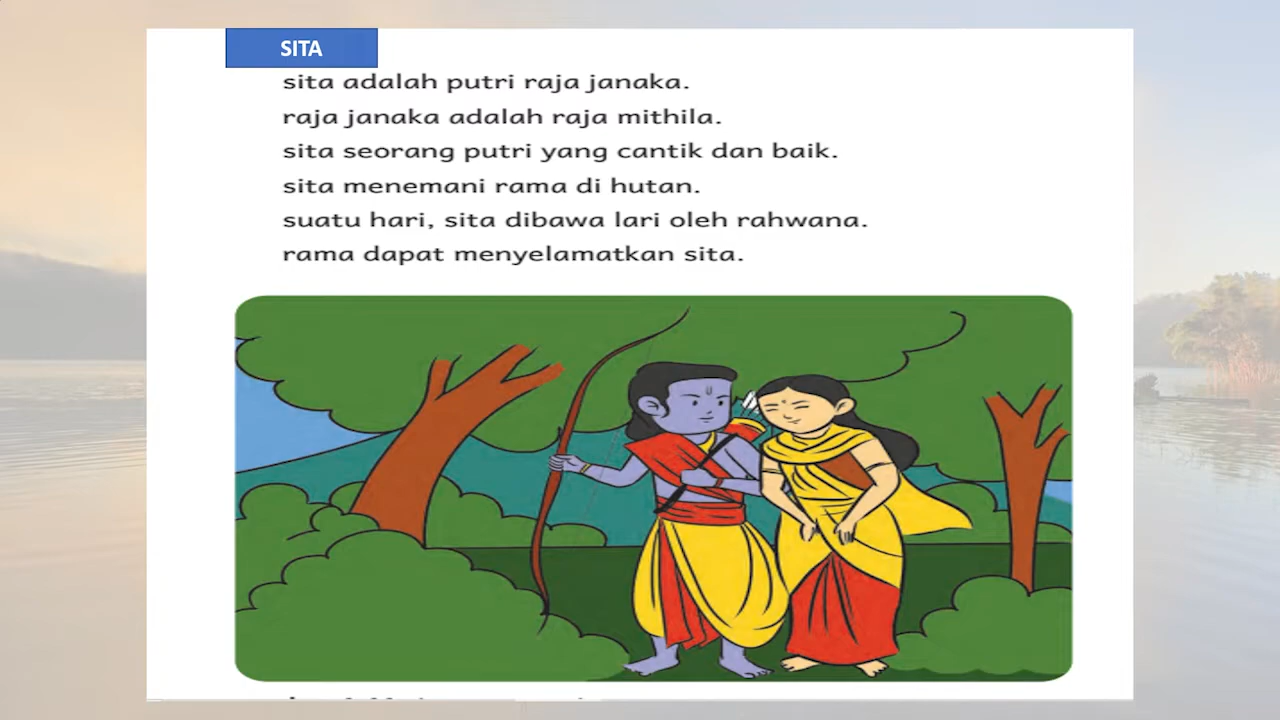 SITA
sita adalah putri raja janaka.
raja janaka adalah raja mithila.
sita seorang putri yang cantik dan baik.
sita menemani rama di hutan.
suatu hari, sita dibawa lari oleh rahwana.
rama dapat menyelamatkan sita.